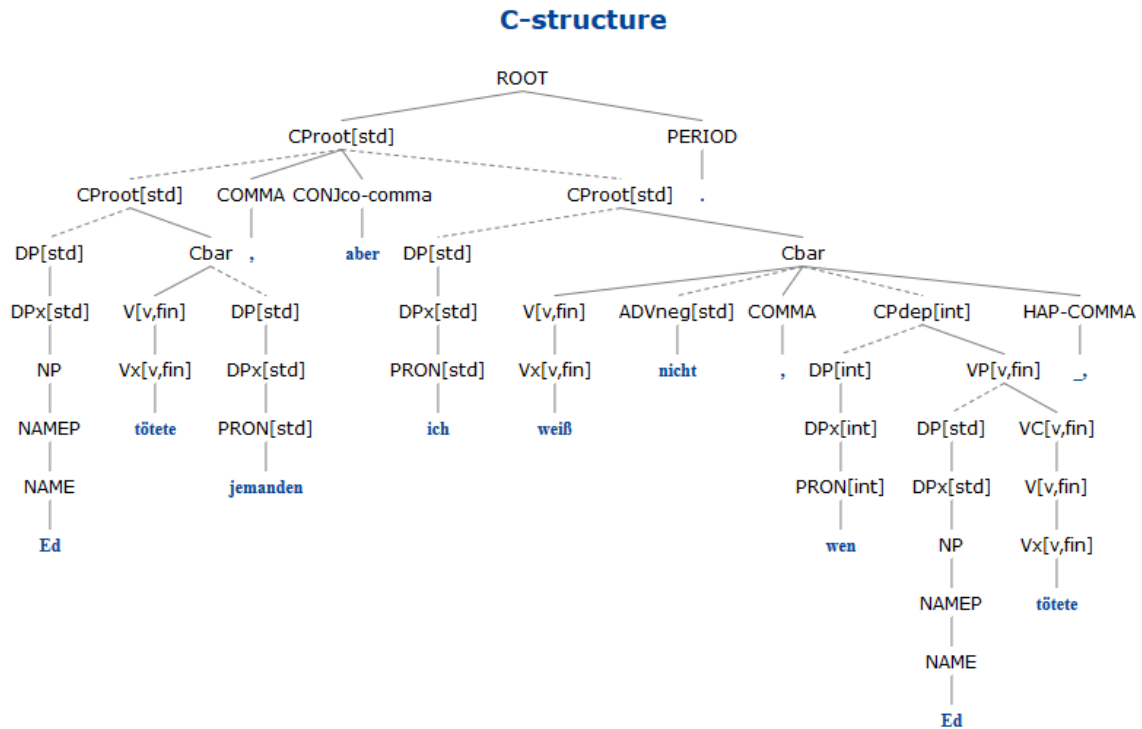 C-structure
ROOT
CProot[std] PERIOD
CProot[std] COMMA CONJco-comma CProot[std] .
DP[std] Cbar , aber DP[std] Cbar
DPx[std] V[v,fin] DP[std] DPx[std] V[v,fin] ADVneg[std] COMMA CPdep[int] HAP-COMMA
NP Vx[v,fin] DPx[std] PRON[std] Vx[v,fin] nicht , DP[int] VP[v,fin] _,
NAMEP tötete PRON[std] ich weiß DPx[int] DP[std] VC[v,fin]
NAME jemanden PRON[int] DPx[std] V[v,fin]
Ed wen NP Vx[v,fin]
NAMEP tötete
NAME
Ed